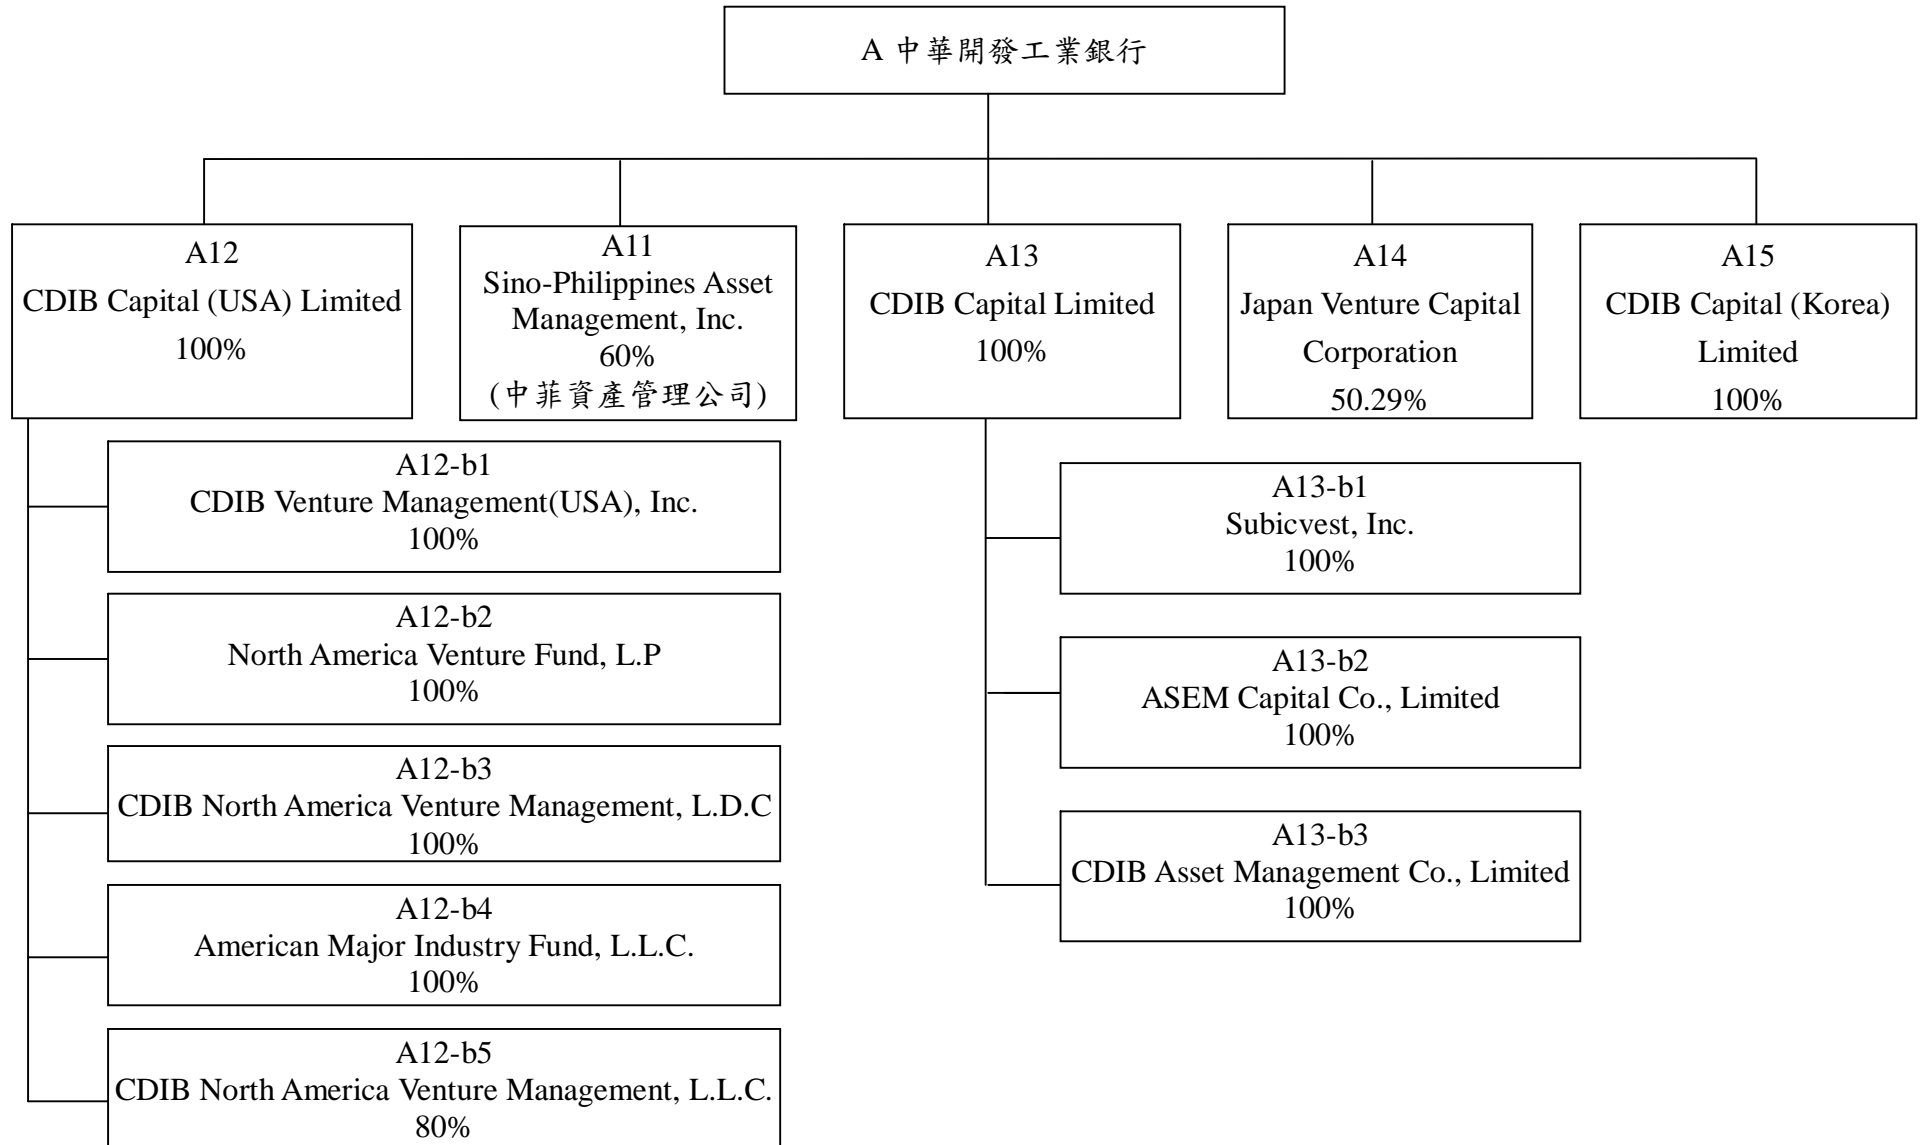 A 中華開發工業銀行
A12
CDIB Capital (USA) Limited
100%
A11
Sino-Philippines Asset
Management, Inc.
60%
(中菲資產管理公司)
A13
CDIB Capital Limited
100%
A14
Japan Venture Capital
Corporation
50.29%
A15
CDIB Capital (Korea)
Limited
100%
A12-b1
CDIB Venture Management(USA), Inc.
100%
A12-b2
North America Venture Fund, L.P
100%
A12-b3
CDIB North America Venture Management, L.D.C
100%
A12-b4
American Major Industry Fund, L.L.C.
100%
A12-b5
CDIB North America Venture Management, L.L.C.
80%
A13-b1
Subicvest, Inc.
100%
A13-b2
ASEM Capital Co., Limited
100%
A13-b3
CDIB Asset Management Co., Limited
100%